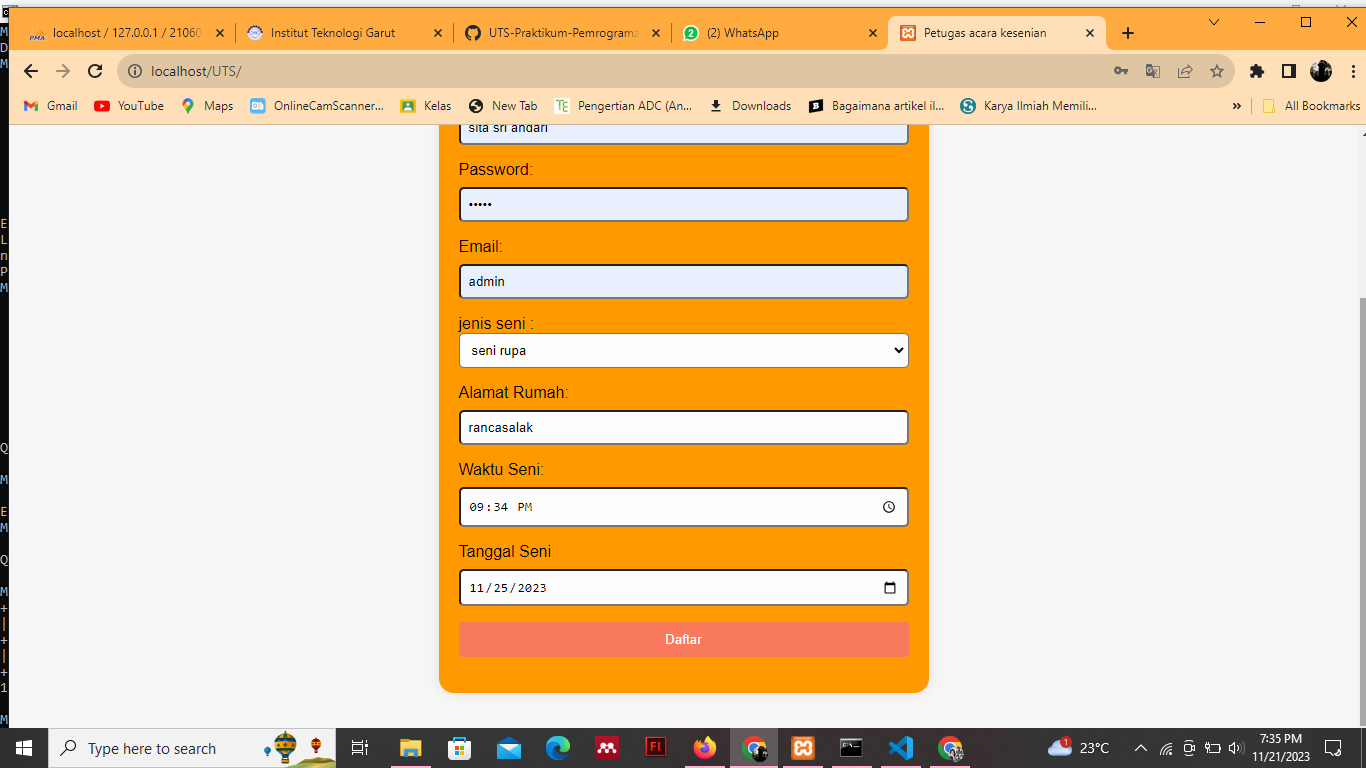 localhost / 127.0.0.1 / 21060
Institut Teknologi Garut
UTS-Praktikum-Pemrograma
(2) WhatsApp
Petugas acara kesenian
localhost/UTS/
Gmail
YouTube
Maps
OnlineCamScanner...
Kelas
New Tab
Pengertian ADC (An...
Downloads
Bagaimana artikel il...
Karya Ilmiah Memili...
»
All Bookmarks
sita sri andari
Password:
•••••
Email:
admin
jenis seni :
seni rupa
Alamat Rumah:
rancasalak
Waktu Seni:
09:34 PM
Tanggal Seni
11/25/2023
Daftar
Type here to search
23°C
7:35 PM
11/21/2023